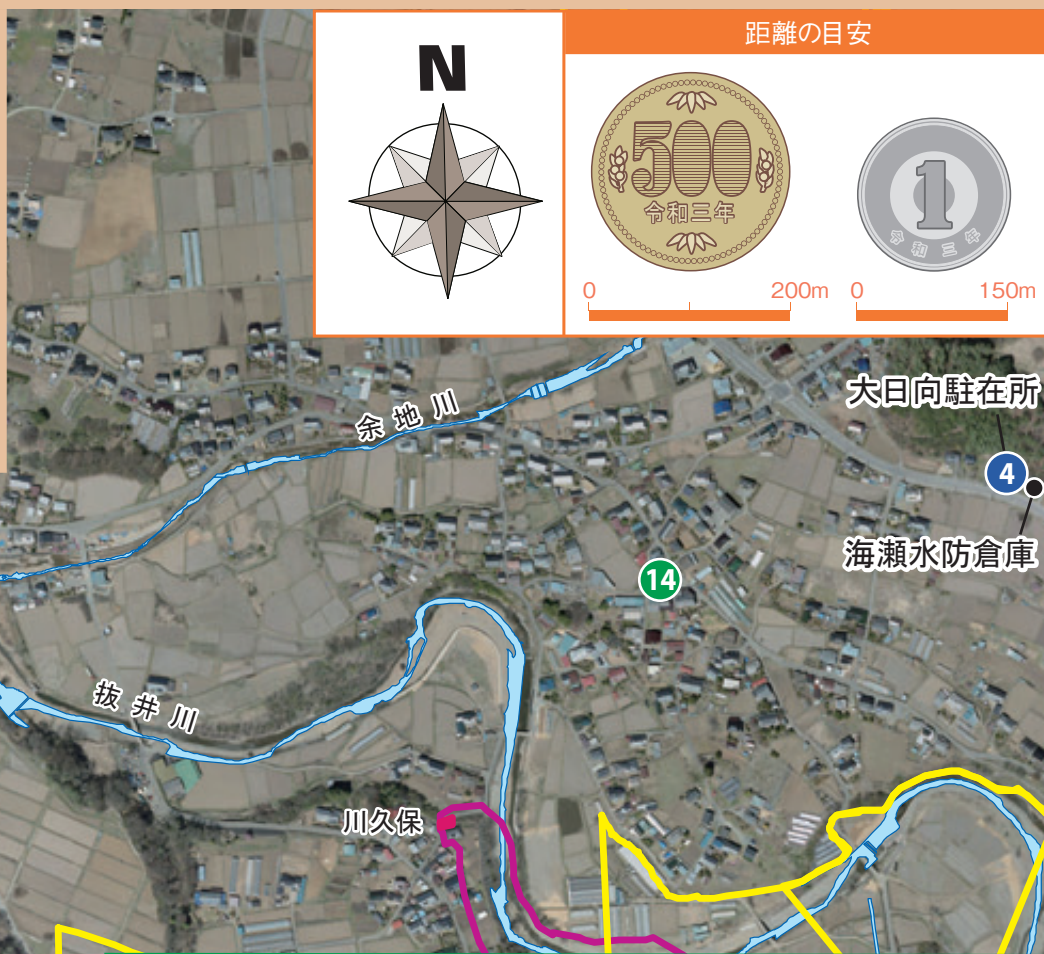 N
距離の目安
500
令和三年
1
令和三年
0 200m
0 150m
大日向駐在所
4
海瀬水防倉庫
余地川
14
抜井川
川久保